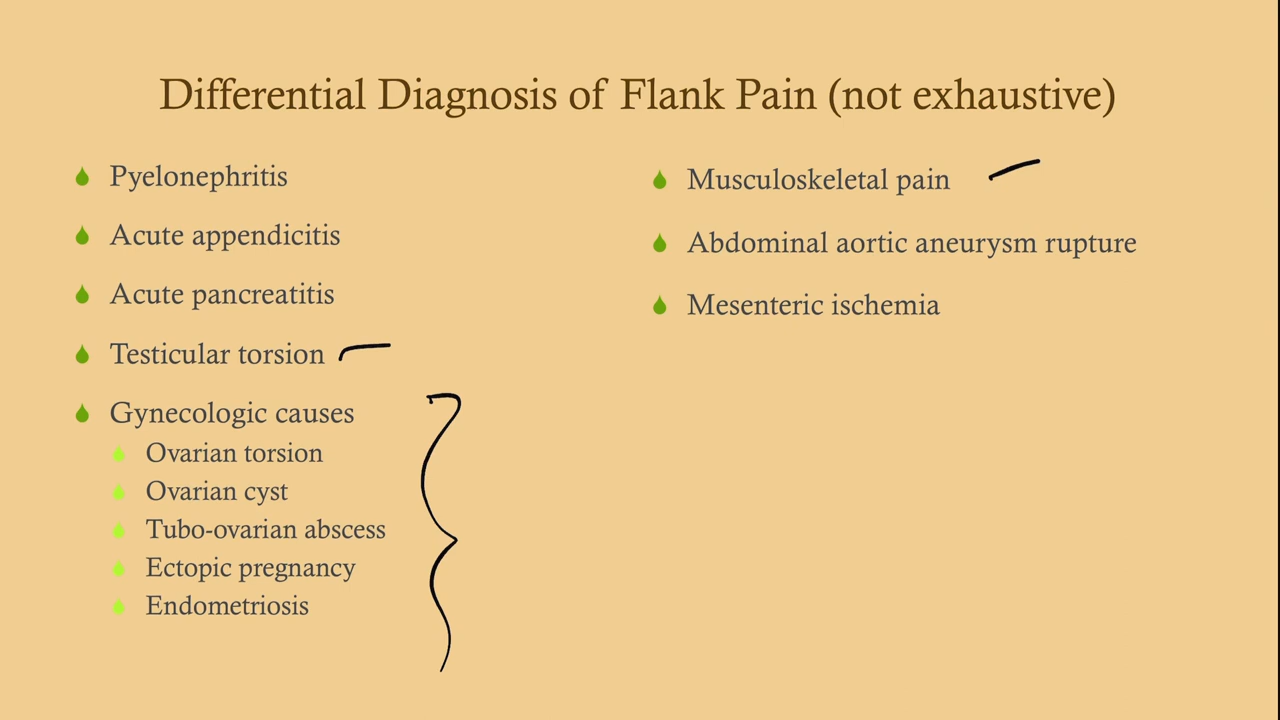 Differential Diagnosis of Flank Pain (not exhaustive)
Pyelonephritis
Acute appendicitis
Acute pancreatitis
Testicular torsion
Gynecologic causes
Ovarian torsion
Ovarian cyst
Tubo-ovarian abscess
Ectopic pregnancy
Endometriosis
Musculoskeletal pain
Abdominal aortic aneurysm rupture
Mesenteric ischemia